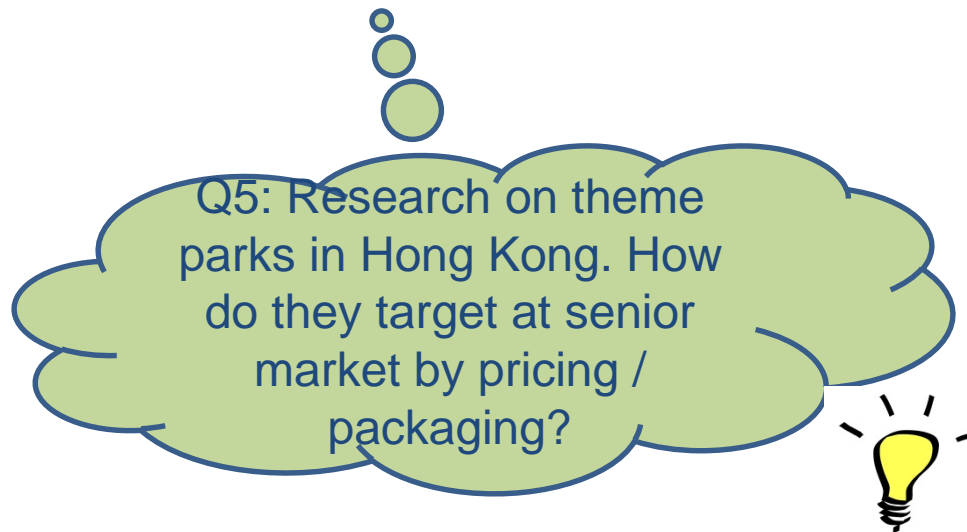 Q5: Research on theme
parks in Hong Kong. How
do they target at senior
market by pricing /
packaging?